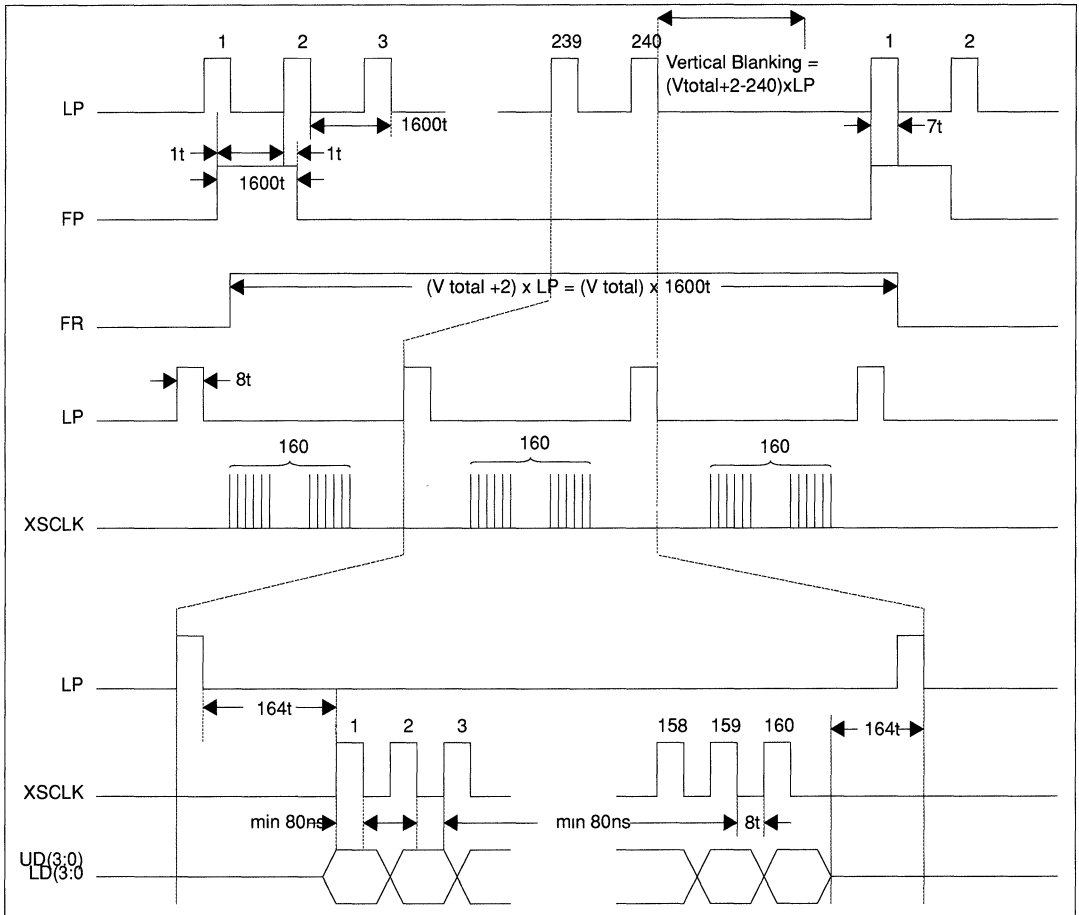 1 2 3 239 240 1 2
Vertical Blanking =
(Vtotal+2-240)xLP
LP
1600t
7t
1t 1t
1600t
FP
(V total +2) x LP = (V total) x 1600t
FR
8t
LP
160 160 160
XSCLK
LP
164t
1 2 3 158 159 160
164t
XSCLK
min 80ns min 80ns 8t
UD(3:0)
LD(3:0